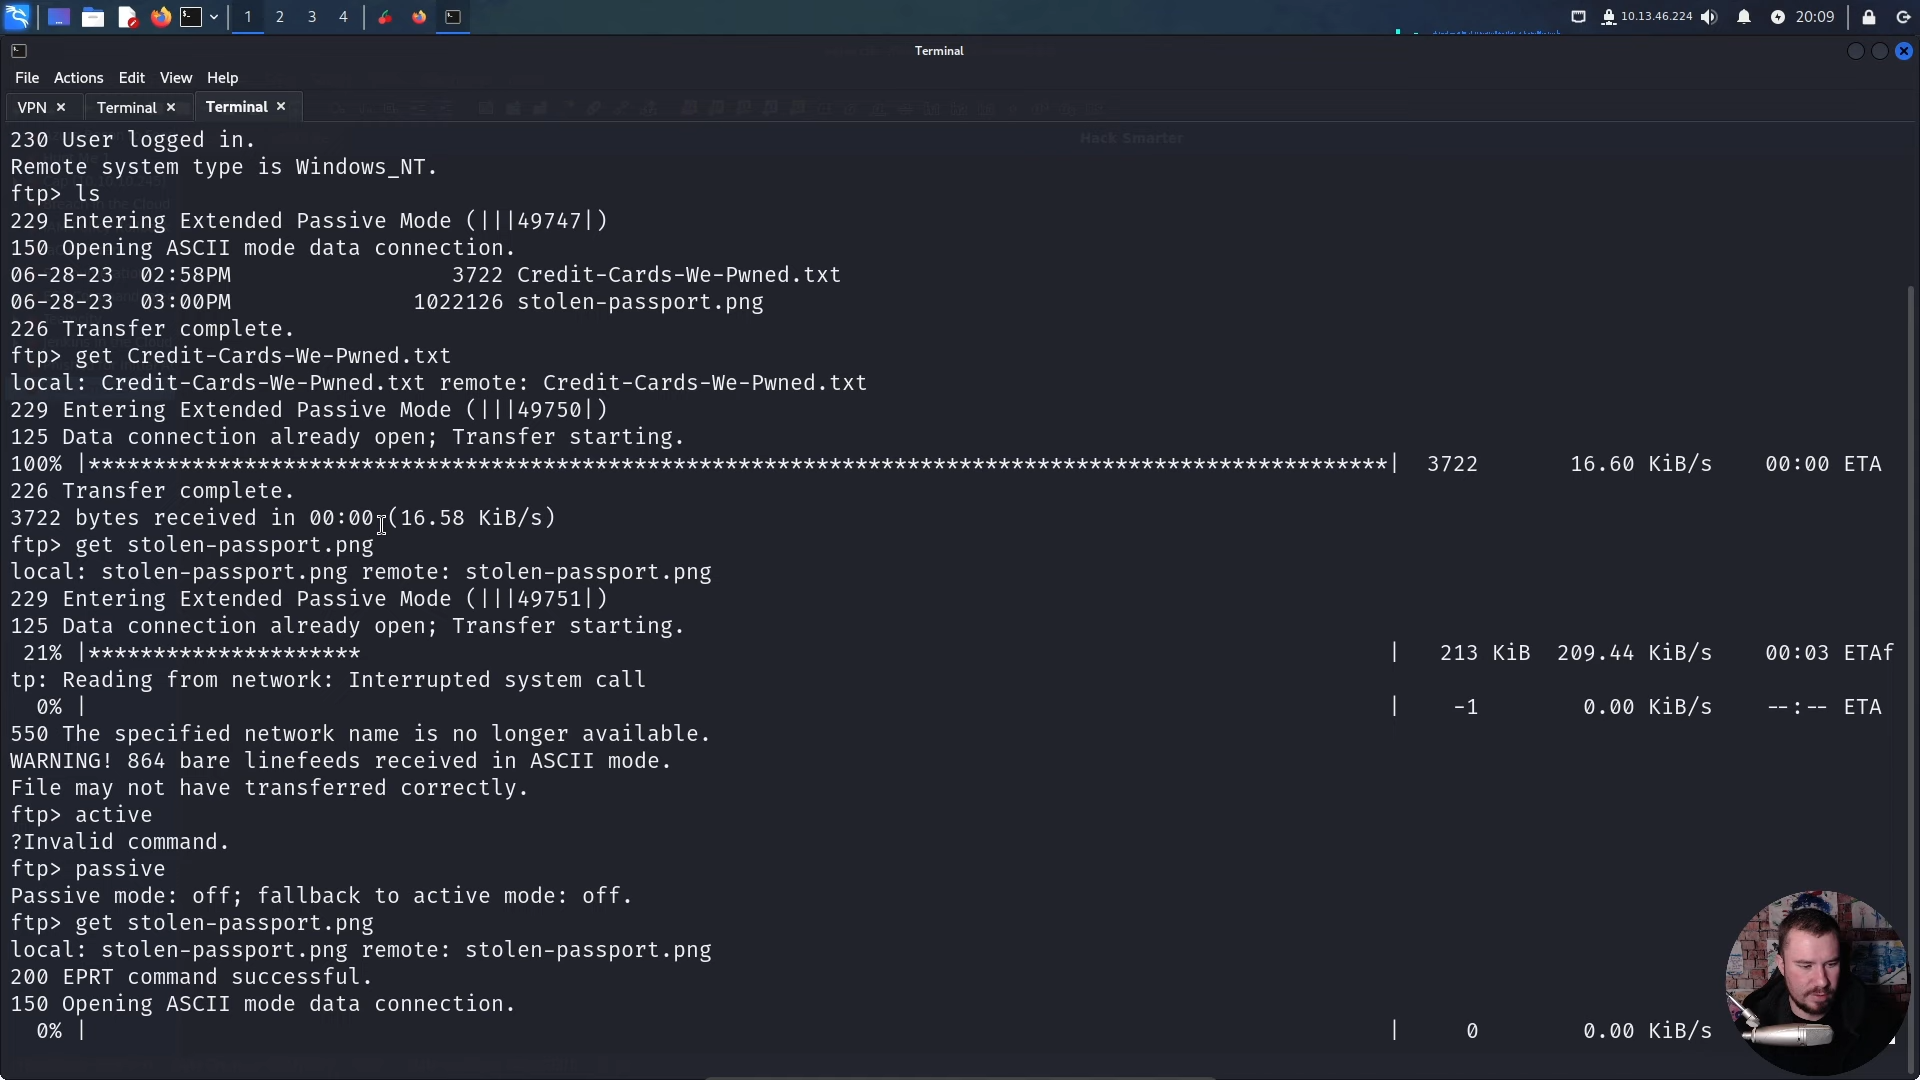 1 2 3 4 10.13.46.224 20:09
Terminal
File Actions Edit View Help
VPN × Terminal × Terminal ×
Hack Smarter
230 User logged in.
Remote system type is Windows_NT.
ftp> ls
229 Entering Extended Passive Mode (|||49747|)
150 Opening ASCII mode data connection.
06-28-23 02:58PM 3722 Credit-Cards-We-Pwned.txt
06-28-23 03:00PM 1022126 stolen-passport.png
226 Transfer complete.
ftp> get Credit-Cards-We-Pwned.txt
local: Credit-Cards-We-Pwned.txt remote: Credit-Cards-We-Pwned.txt
229 Entering Extended Passive Mode (|||49750|)
125 Data connection already open; Transfer starting.
100% |****************************************************************************************************| 3722 16.60 KiB/s 00:00 ETA
226 Transfer complete.
3722 bytes received in 00:00 (16.58 KiB/s)
ftp> get stolen-passport.png
local: stolen-passport.png remote: stolen-passport.png
229 Entering Extended Passive Mode (|||49751|)
125 Data connection already open; Transfer starting.
21% |********************* | 213 KiB 209.44 KiB/s 00:03 ETAf
tp: Reading from network: Interrupted system call
0% | | -1 0.00 KiB/s --:-- ETA
550 The specified network name is no longer available.
WARNING! 864 bare linefeeds received in ASCII mode.
File may not have transferred correctly.
ftp> active
?Invalid command.
ftp> passive
Passive mode: off; fallback to active mode: off.
ftp> get stolen-passport.png
local: stolen-passport.png remote: stolen-passport.png
200 EPRT command successful.
150 Opening ASCII mode data connection.
0% | | 0 0.00 KiB/s